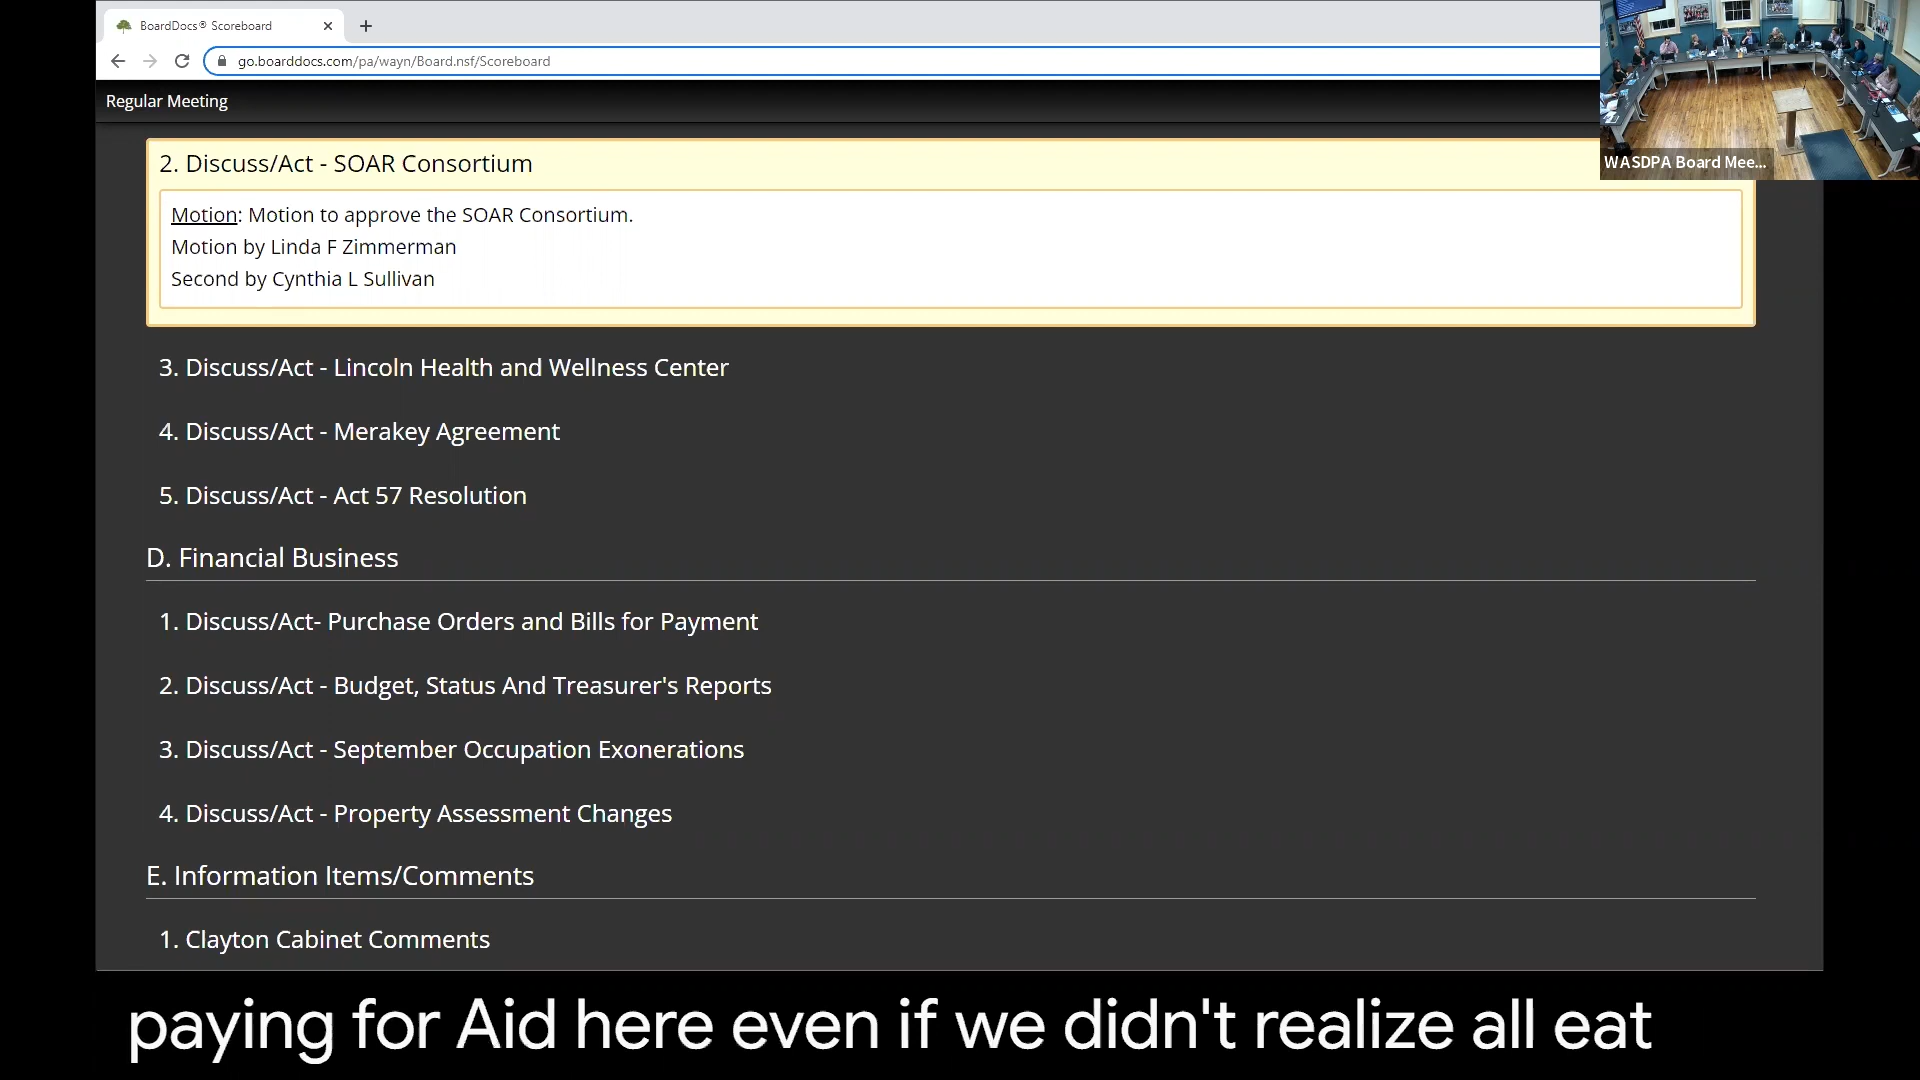 BoardDocs® Scoreboard
go.boarddocs.com/pa/wayn/Board.nsf/Scoreboard
Regular Meeting
WASDPA Board Mee...
2. Discuss/Act - SOAR Consortium
Motion: Motion to approve the SOAR Consortium.
Motion by Linda F Zimmerman
Second by Cynthia L Sullivan
3. Discuss/Act - Lincoln Health and Wellness Center
4. Discuss/Act - Merakey Agreement
5. Discuss/Act - Act 57 Resolution
D. Financial Business
1. Discuss/Act- Purchase Orders and Bills for Payment
2. Discuss/Act - Budget, Status And Treasurer's Reports
3. Discuss/Act - September Occupation Exonerations
4. Discuss/Act - Property Assessment Changes
E. Information Items/Comments
1. Clayton Cabinet Comments
paying for Aid here even if we didn't realize all eat